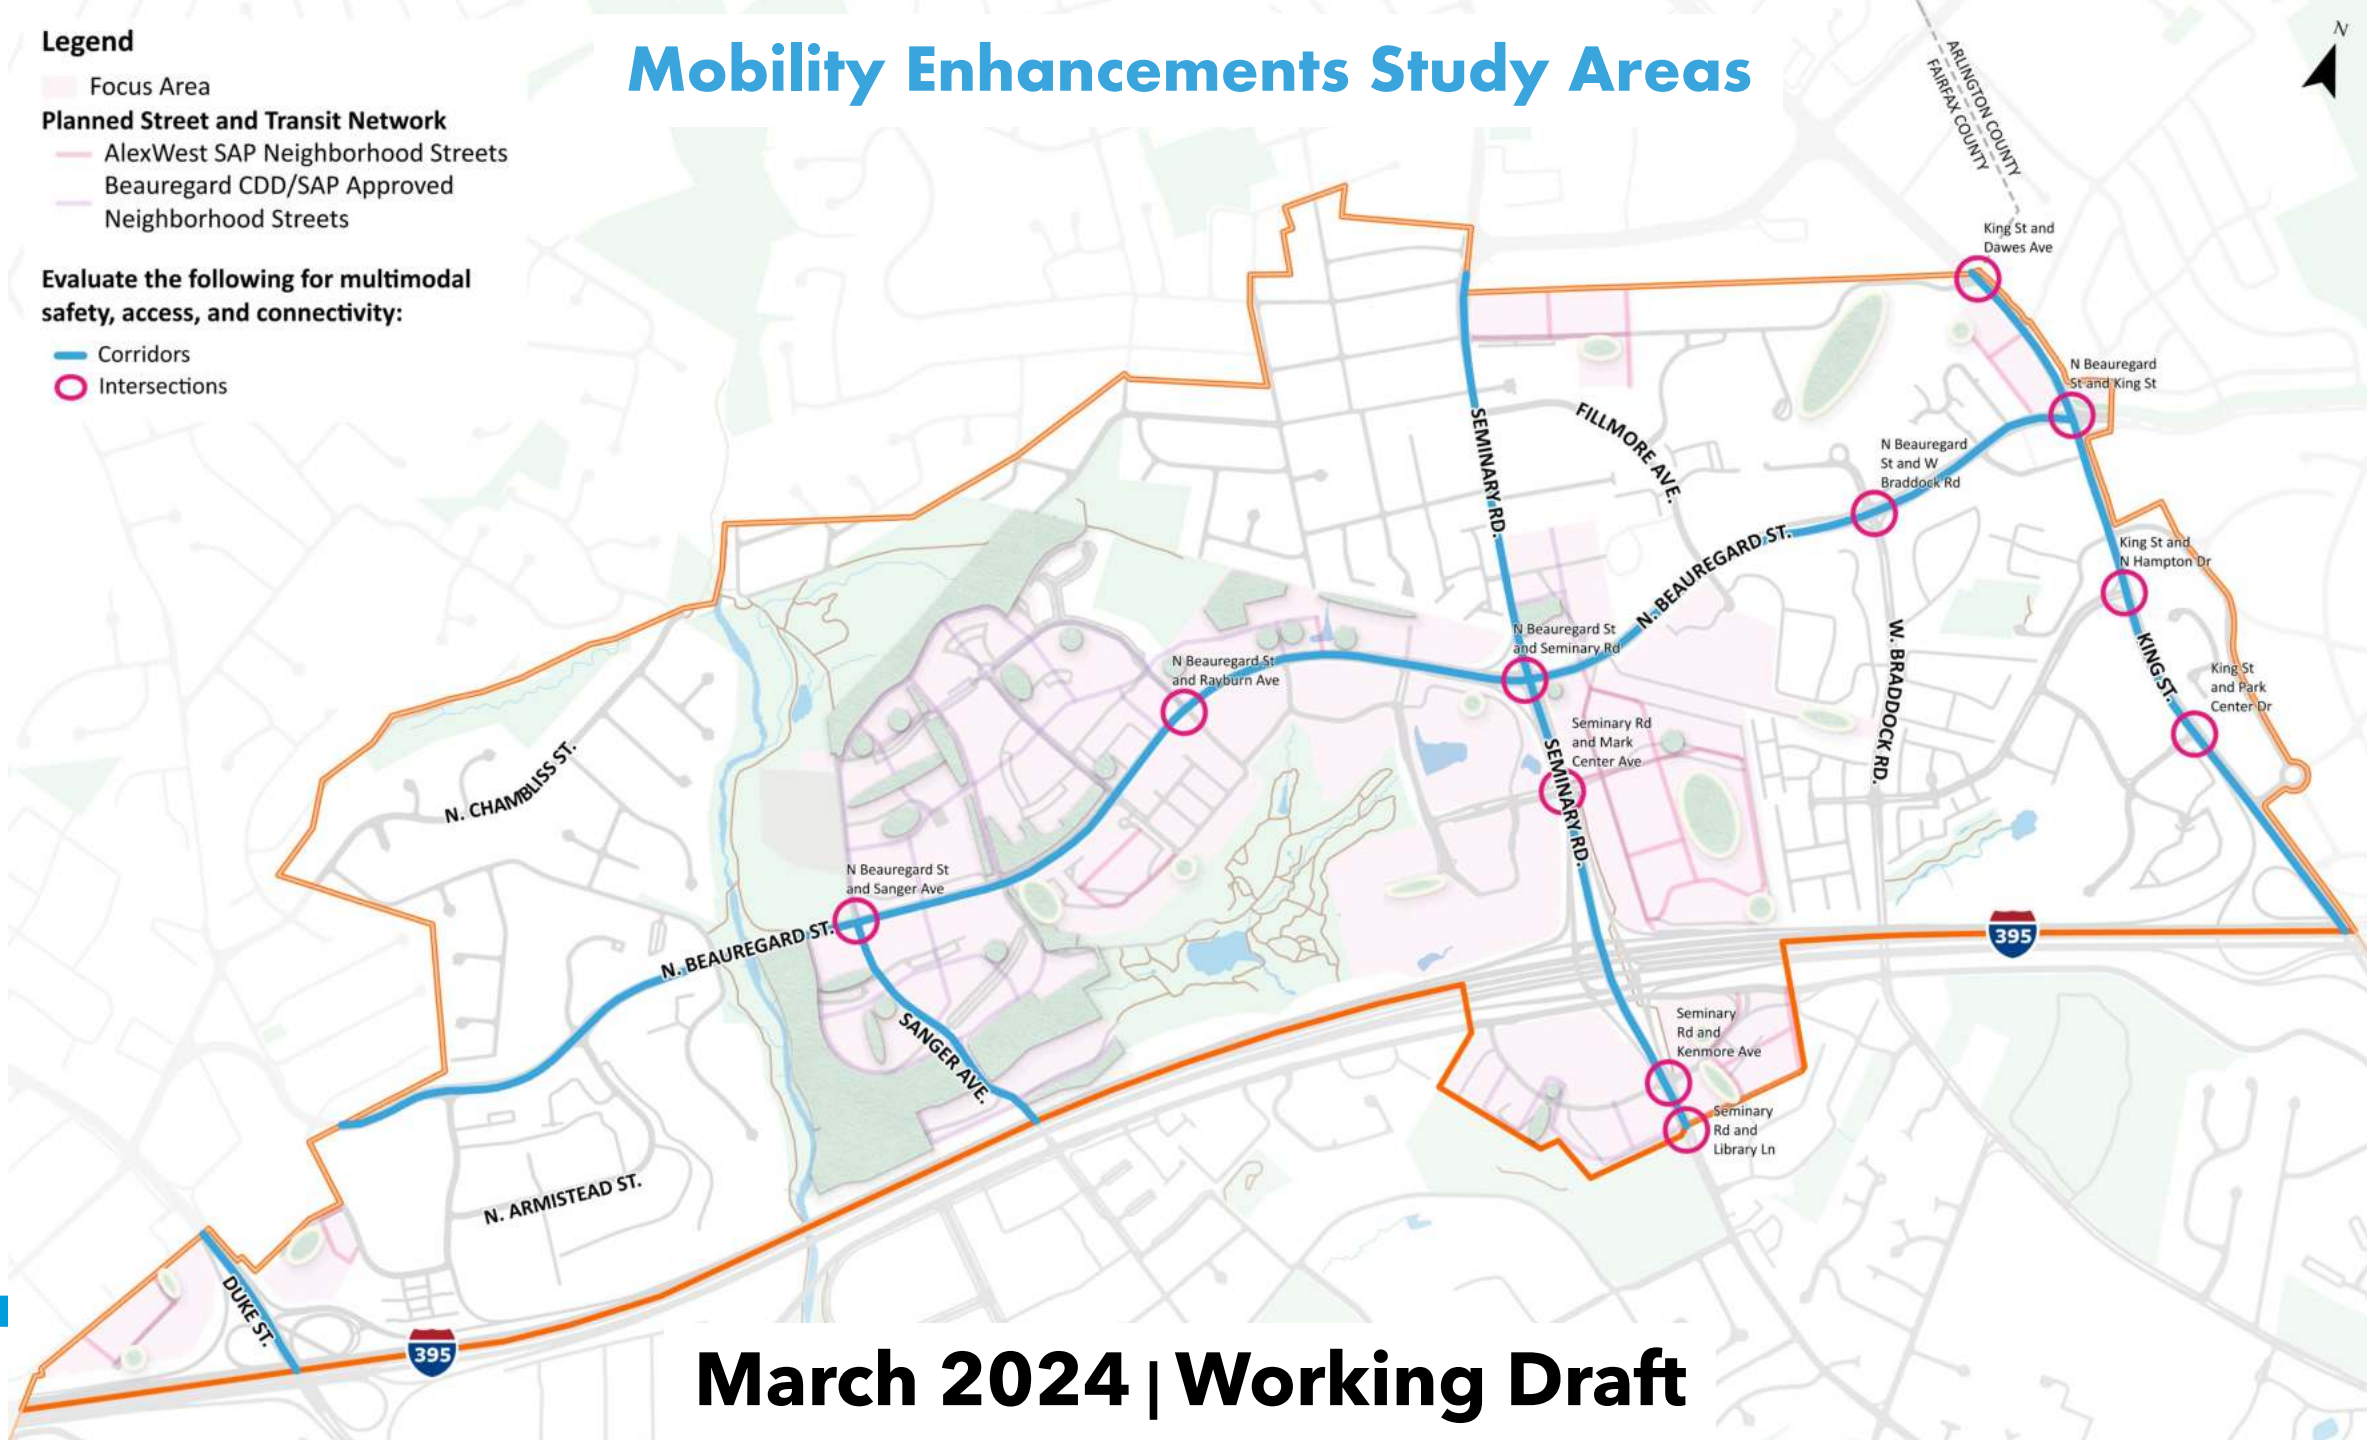 Legend
Focus Area
Planned Street and Transit Network
AlexWest SAP Neighborhood Streets
Beauregard CDD/SAP Approved
Neighborhood Streets
Evaluate the following for multimodal
safety, access, and connectivity:
Corridors
Intersections
Mobility Enhancements Study Areas
N
ARLINGTON COUNTY
FAIRFAX COUNTY
King St and
Dawes Ave
N Beauregard
St and King St
SEMINARY RD.
FILLMORE AVE.
N Beauregard
St and W
Braddock Rd
N. BEAUREGARD ST.
King St and
N Hampton Dr
N Beauregard St
and Seminary Rd
W. BRADDOCK RD.
KING ST.
N Beauregard St
and Rayburn Ave
King St
and Park
Center Dr
Seminary Rd
and Mark
Center Ave
SEMINARY RD.
N. CHAMBLISS ST.
N Beauregard St
and Sanger Ave
N. BEAUREGARD ST.
395
SANGER AVE.
Seminary
Rd and
Kenmore Ave
Seminary
Rd and
Library Ln
N. ARMISTEAD ST.
DUKE ST.
395
March 2024 | Working Draft